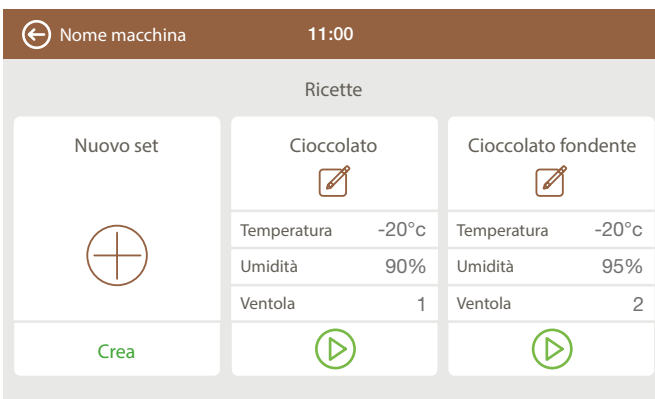 Nome macchina 11:00
Ricette
Nuovo set
Crea
Cioccolato
Temperatura -20°c
Umidità 90%
Ventola 1
Cioccolato fondente
Temperatura -20°c
Umidità 95%
Ventola 2